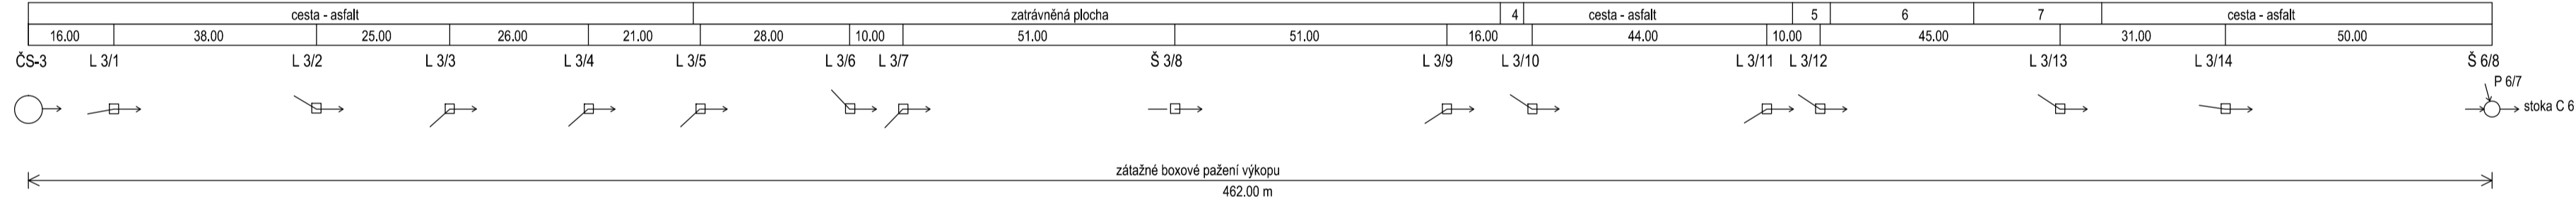 cesta - asfalt zatrávněná plocha 4 cesta - asfalt 5 6 7 cesta - asfalt
16.00 38.00 25.00 26.00 21.00 28.00 10.00 51.00 51.00 16.00 44.00 10.00 45.00 31.00 50.00
ČS-3 L 3/1 L 3/2 L 3/3 L 3/4 L 3/5 L 3/6 L 3/7 Š 3/8 L 3/9 L 3/10 L 3/11 L 3/12 L 3/13 L 3/14 Š 6/8
P 6/7
stoka C 6
zátažné boxové pažení výkopu
462.00 m